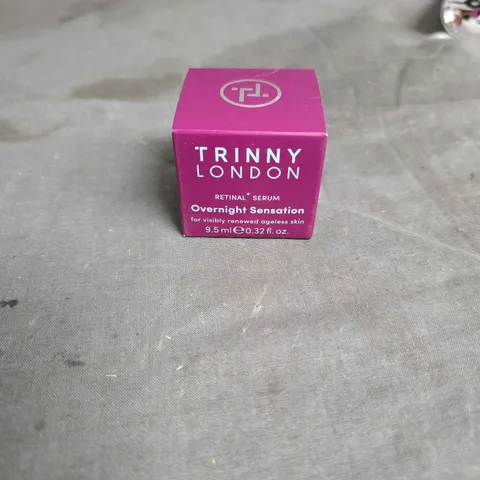 TRINNY
LONDON
RETINAL+ SERUM
Overnight Sensation
for visibly renewed ageless skin
9.5 ml ℮ 0.32 fl. oz.